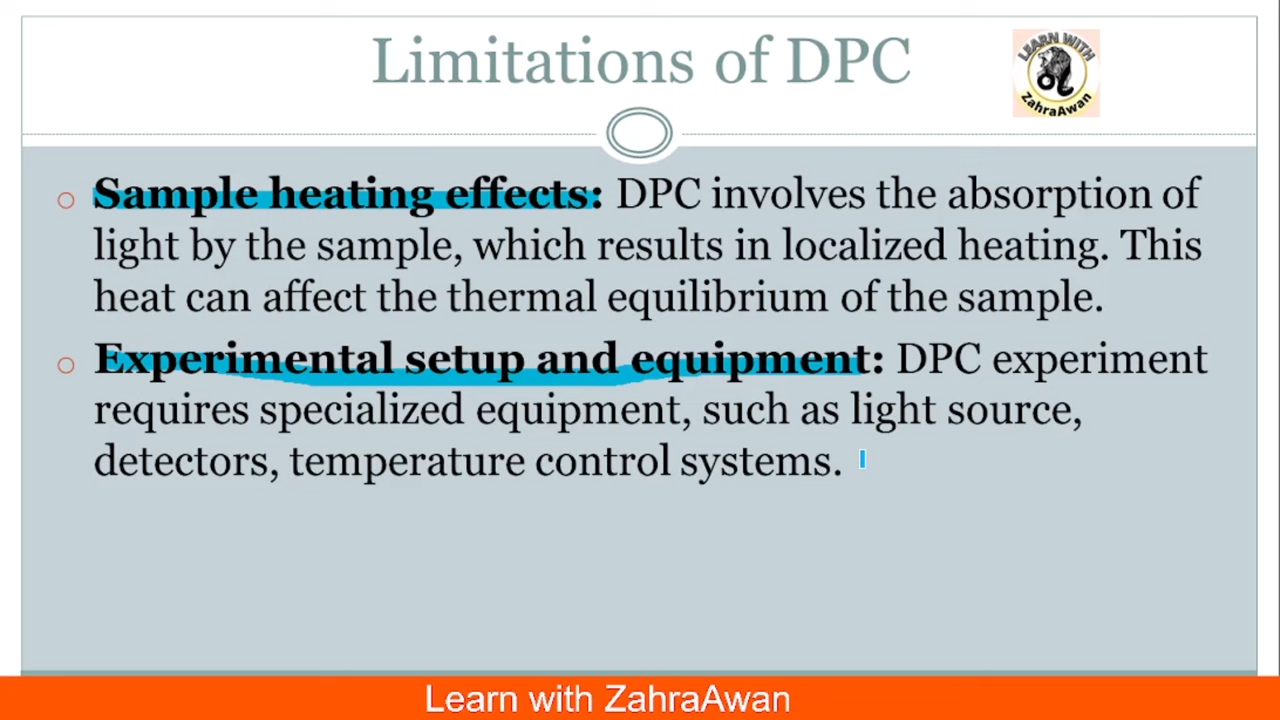 Limitations of DPC
LEARN WITH
ZahraAwan
Sample heating effects: DPC involves the absorption of
light by the sample, which results in localized heating. This
heat can affect the thermal equilibrium of the sample.
Experimental setup and equipment: DPC experiment
requires specialized equipment, such as light source,
detectors, temperature control systems.
Learn with ZahraAwan